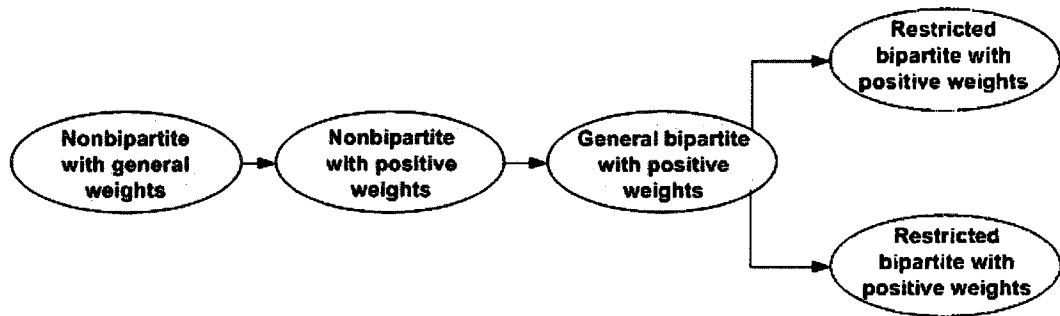 Restricted
bipartite with
positive weights
Nonbipartite
with general
weights
Nonbipartite
with positive
weights
General bipartite
with positive
weights
Restricted
bipartite with
positive weights